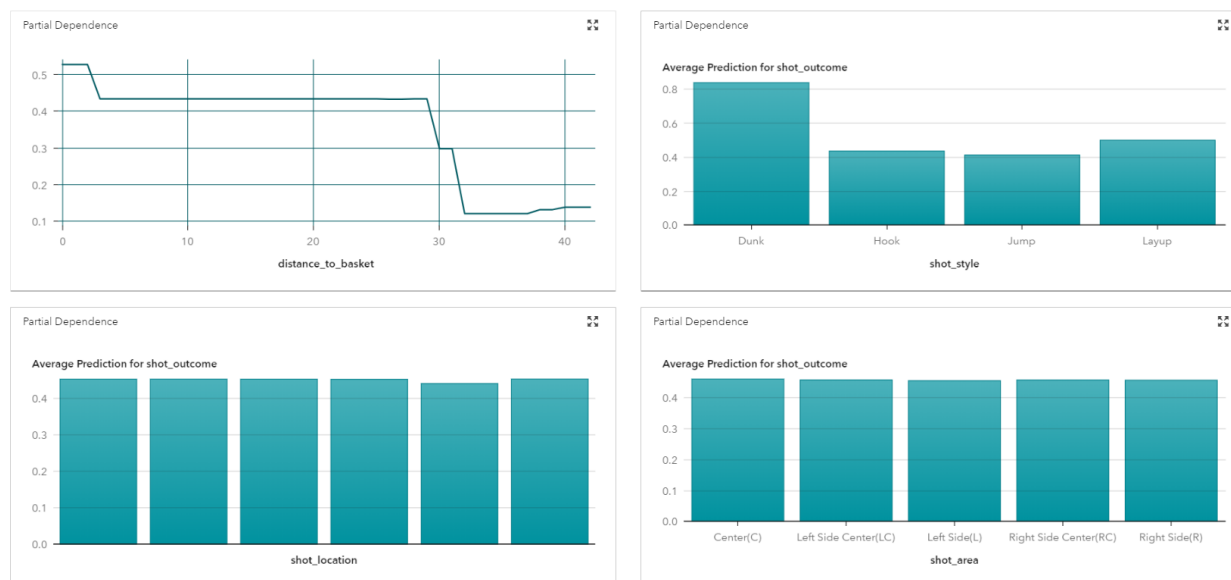 Partial Dependence
0.5
0.4
0.3
0.2
0.1
0 10 20 30 40
distance_to_basket
Partial Dependence
Average Prediction for shot_outcome
0.8
0.6
0.4
0.2
0.0
Dunk Hook Jump Layup
shot_style
Partial Dependence
Average Prediction for shot_outcome
0.4
0.3
0.2
0.1
0.0
shot_location
Partial Dependence
Average Prediction for shot_outcome
0.4
0.3
0.2
0.1
0.0
Center(C) Left Side Center(LC) Left Side(L) Right Side Center(RC) Right Side(R)
shot_area